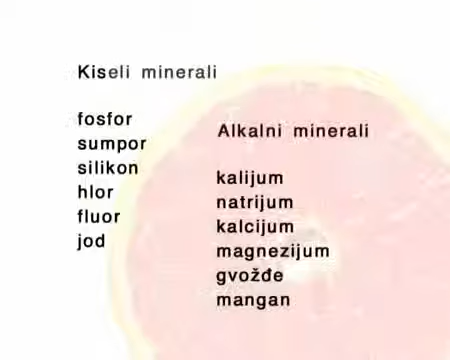 Kiseli minerali
fosfor
sumpor
silikon
hlor
fluor
jod
Alkalni minerali
kalijum
natrijum
kalcijum
magnezijum
gvožđe
mangan